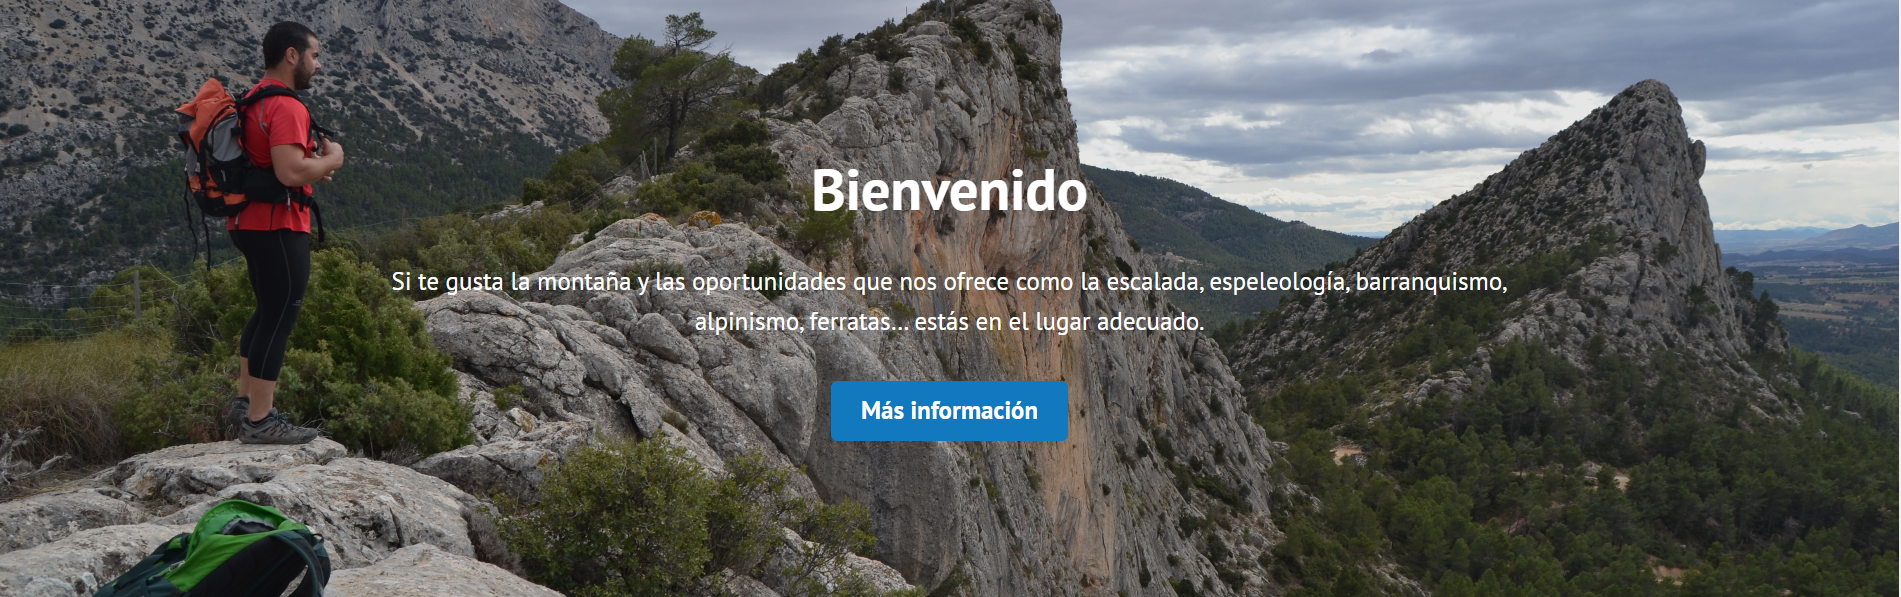 Bienvenido
Si te gusta la montaña y las oportunidades que nos ofrece como la escalada, espeleología, barranquismo,
alpinismo, ferratas... estás en el lugar adecuado.
Más información